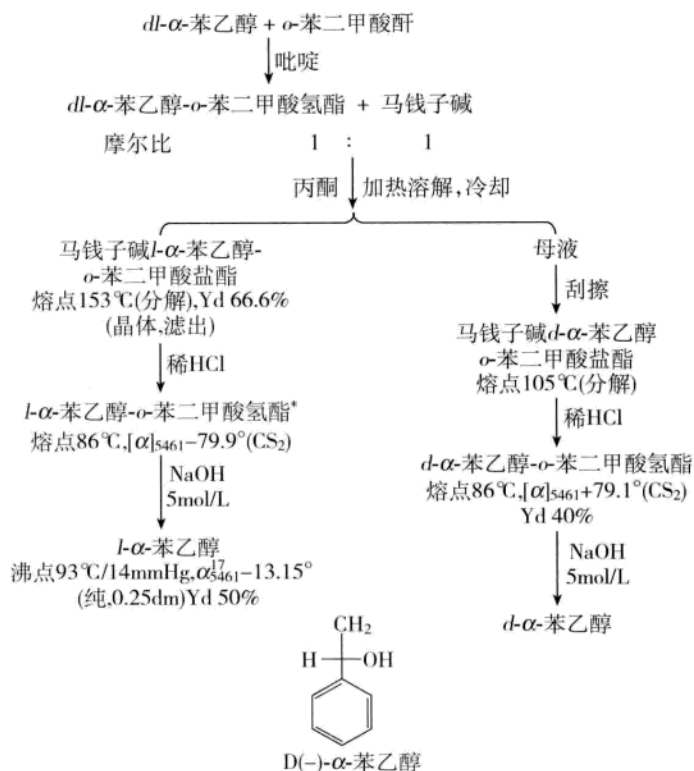 dl-α-苯乙醇 + o-苯二甲酸酐
吡啶
dl-α-苯乙醇-o-苯二甲酸氢酯 + 马钱子碱
摩尔比 1 : 1
丙酮 加热溶解,冷却
马钱子碱l-α-苯乙醇-
o-苯二甲酸盐酯
熔点153℃(分解),Yd 66.6%
(晶体,滤出)
稀HCl
l-α-苯乙醇-o-苯二甲酸氢酯*
熔点86℃,[α]5461-79.9°(CS₂)
NaOH
5mol/L
l-α-苯乙醇
沸点93℃/14mmHg,α¹⁷5461-13.15°
(纯,0.25dm)Yd 50%
母液
刮擦
马钱子碱d-α-苯乙醇
o-苯二甲酸盐酯
熔点105℃(分解)
稀HCl
d-α-苯乙醇-o-苯二甲酸氢酯
熔点86℃,[α]5461+79.1°(CS₂)
Yd 40%
NaOH
5mol/L
d-α-苯乙醇
CH₂
H OH
D(-)-α-苯乙醇